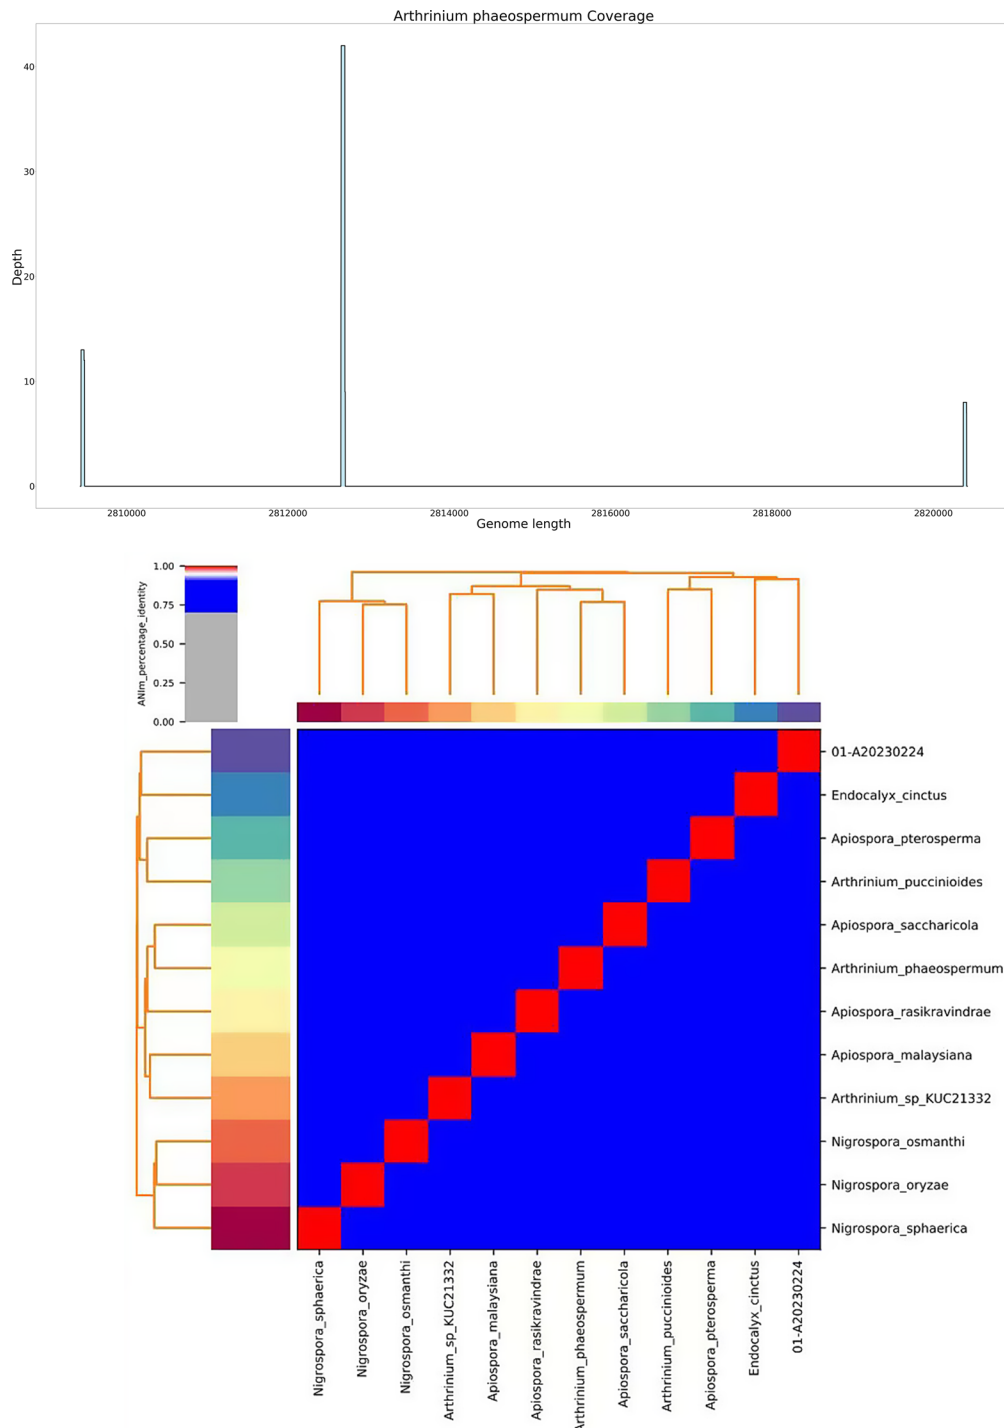 Arthrinium phaeospermum Coverage
Depth
40
30
20
10
0
2810000 2812000 2814000 2816000 2818000 2820000
Genome length
ANIm_percentage_identity
1.00
0.75
0.50
0.25
0.00
01-A20230224
Endocalyx_cinctus
Apiospora_pterosperma
Arthrinium_puccinioides
Apiospora_saccharicola
Arthrinium_phaeospermum
Apiospora_rasikravindrae
Apiospora_malaysiana
Arthrinium_sp_KUC21332
Nigrospora_osmanthi
Nigrospora_oryzae
Nigrospora_sphaerica
Nigrospora_sphaerica
Nigrospora_oryzae
Nigrospora_osmanthi
Arthrinium_sp_KUC21332
Apiospora_malaysiana
Apiospora_rasikravindrae
Arthrinium_phaeospermum
Apiospora_saccharicola
Arthrinium_puccinioides
Apiospora_pterosperma
Endocalyx_cinctus
01-A20230224